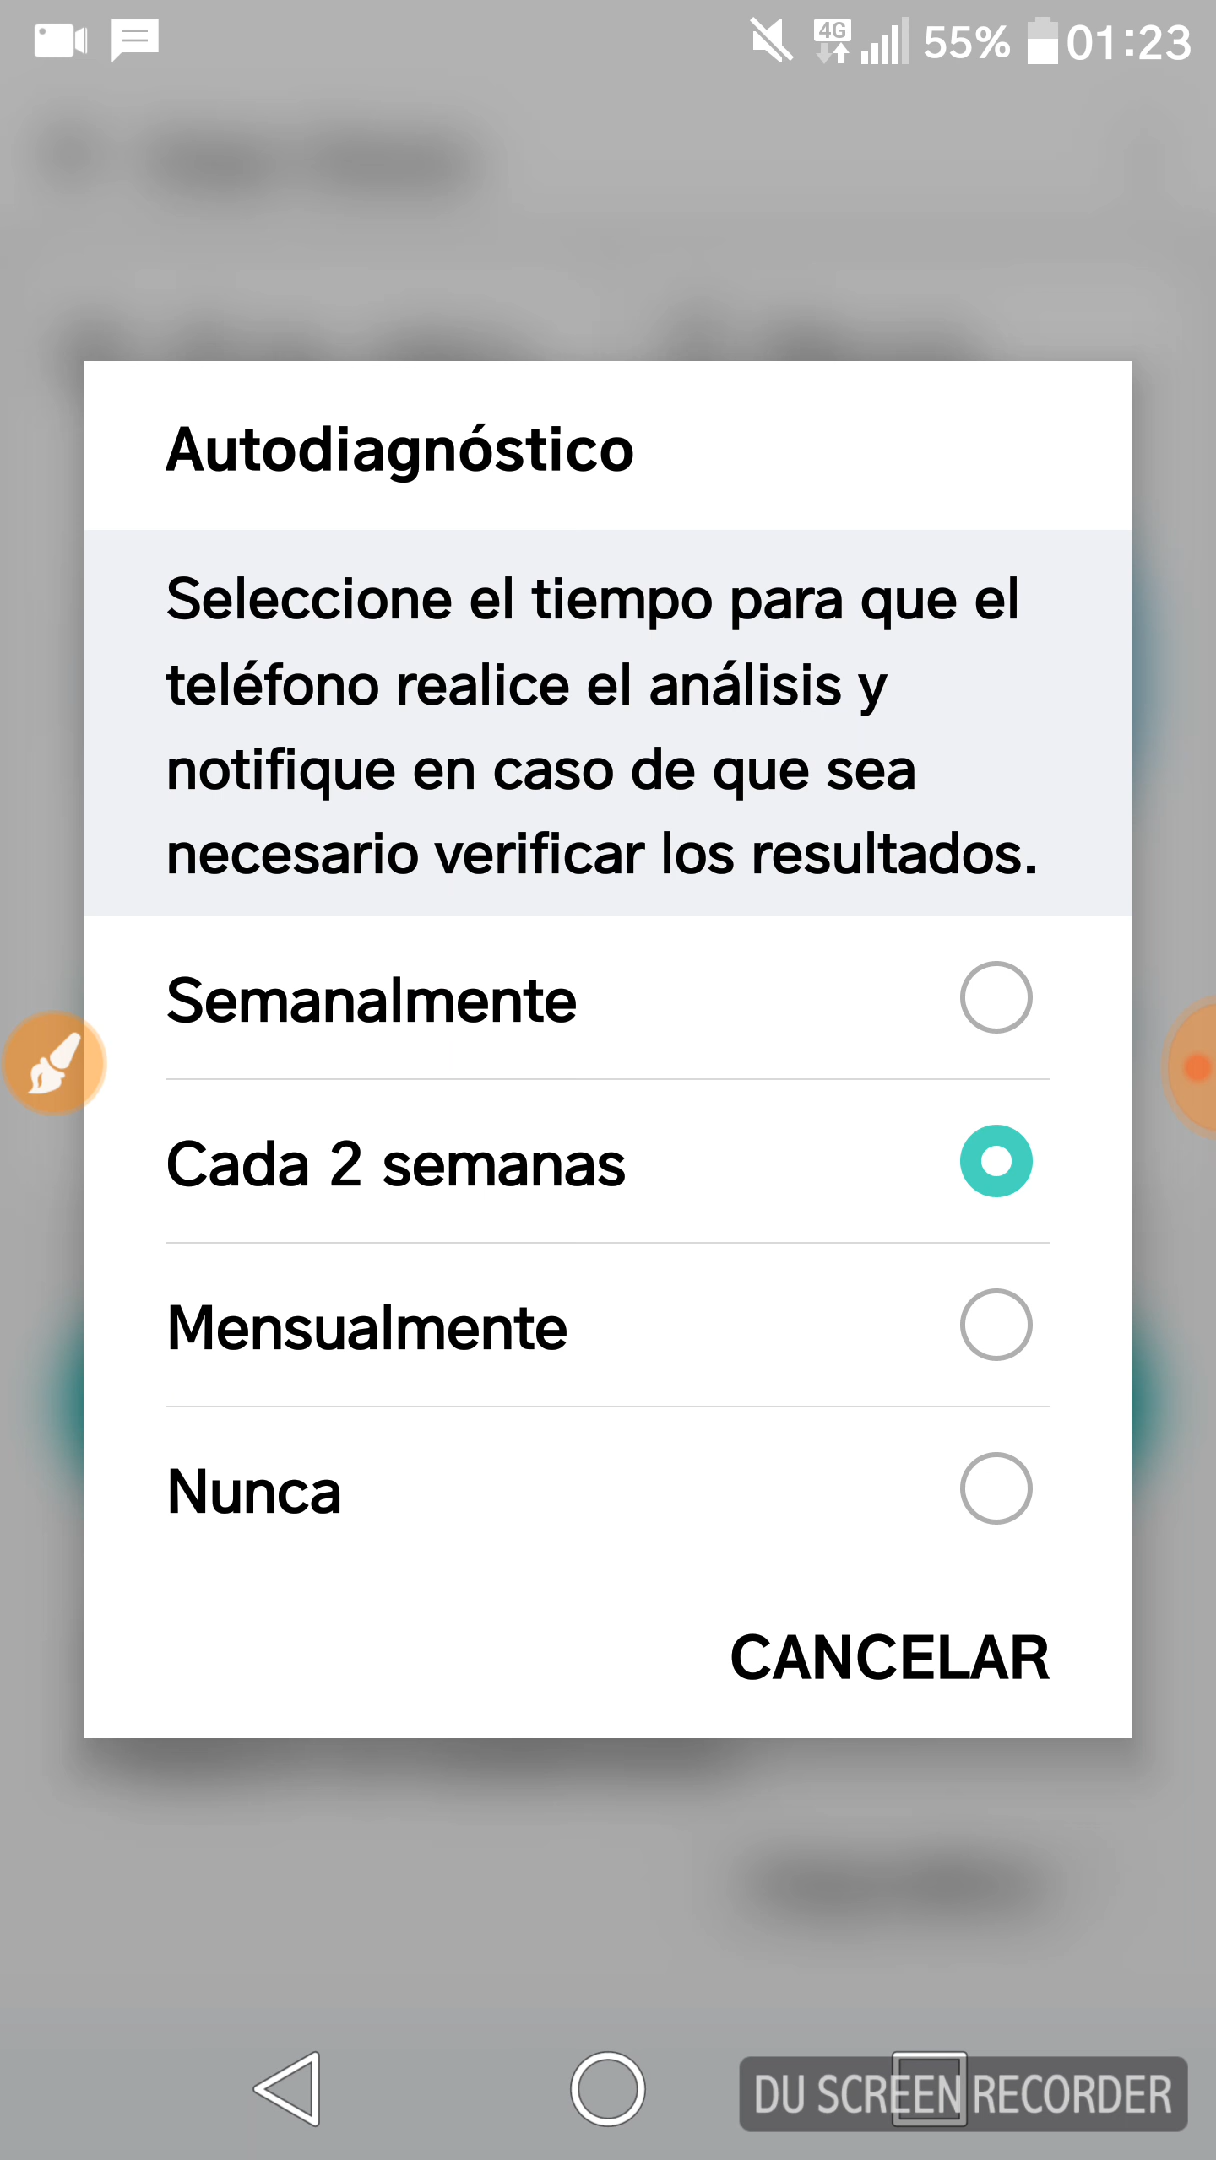 4G 55% 01:23
Autodiagnóstico
Seleccione el tiempo para que el
teléfono realice el análisis y
notifique en caso de que sea
necesario verificar los resultados.
Semanalmente
Cada 2 semanas
Mensualmente
Nunca
CANCELAR
DU SCREEN RECORDER